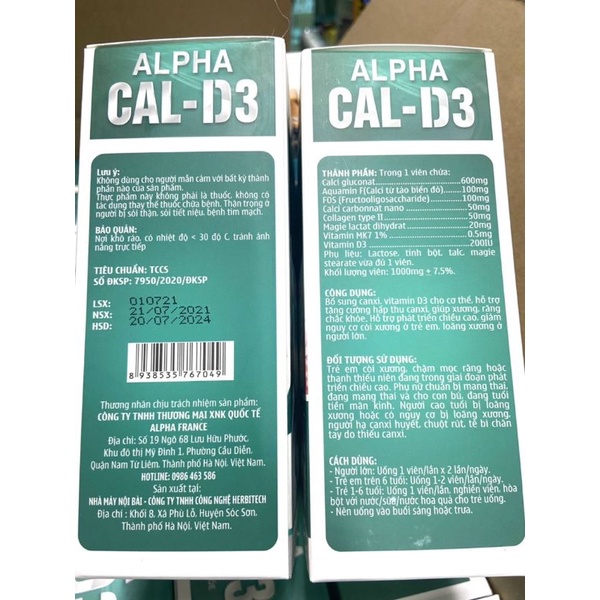 ALPHA
CAL-D3
Lưu ý:
Không dùng cho người mẫn cảm với bất kỳ thành
phần nào của sản phẩm.
Thực phẩm này không phải là thuốc, không có
tác dụng thay thế thuốc chữa bệnh. Thận trọng ở
người bị sỏi thận, sỏi tiết niệu, bệnh tim mạch.
BẢO QUẢN:
Nơi khô ráo, có nhiệt độ < 30 độ C, tránh ánh
nắng trực tiếp
TIÊU CHUẨN: TCCS
SỐ ĐKSP: 7950/2020/ĐKSP
LSX: 010721
NSX: 21/07/2021
HSD: 20/07/2024
8 938535 767049
Thương nhân chịu trách nhiệm sản phẩm:
CÔNG TY TNHH THƯƠNG MẠI XNK QUỐC TẾ
ALPHA FRANCE
Địa chỉ: Số 19 Ngõ 68 Lưu Hữu Phước,
Khu đô thị Mỹ Đình 1, Phường Cầu Diễn,
Quận Nam Từ Liêm, Thành phố Hà Nội, Việt Nam.
HOTLINE: 0986 463 586
Sản xuất tại:
NHÀ MÁY NỘI BÀI - CÔNG TY TNHH CÔNG NGHỆ HERBITECH
Địa chỉ : Khối 8, Xã Phù Lỗ, Huyện Sóc Sơn,
Thành phố Hà Nội, Việt Nam.
ALPHA
CAL-D3
THÀNH PHẦN: Trong 1 viên chứa:
Calci gluconat.....600mg
Aquamin F(Calci từ tảo biển đỏ).....100mg
FOS (Fructooligosaccharide).....100mg
Calci carbonnat nano.....50mg
Collagen type II.....50mg
Magie lactat dihydrat.....20mg
Vitamin MK7 1%.....0.5mg
Vitamin D3.....200IU
Phụ liệu: Lactose, tinh bột, talc, magie
stearate vừa đủ 1 viên.
Khối lượng viên: 1000mg ± 7.5%.
CÔNG DỤNG:
Bổ sung canxi, vitamin D3 cho cơ thể, hỗ trợ
tăng cường hấp thu canxi, giúp xương, răng
chắc khỏe. Hỗ trợ phát triển chiều cao, giảm
nguy cơ còi xương ở trẻ em, loãng xương ở
người lớn.
ĐỐI TƯỢNG SỬ DỤNG:
Trẻ em còi xương, chậm mọc răng hoặc
thanh thiếu niên đang trong giai đoạn phát
triển chiều cao. Phụ nữ chuẩn bị mang thai,
đang mang thai và cho con bú, đang tuổi
tiền mãn kinh. Người cao tuổi bị loãng
xương hoặc có nguy cơ bị loãng xương,
người hạ canxi huyết, chuột rút, tê bì chân
tay do thiếu canxi.
CÁCH DÙNG:
- Người lớn: Uống 1 viên/lần x 2 lần/ngày.
- Trẻ em trên 6 tuổi: Uống 1-2 viên/lần/ngày.
- Trẻ 1-6 tuổi: Uống 1 viên/lần, nghiền viên, hòa
bột với nước/sữa/nước hoa quả cho trẻ uống.
- Nên uống vào buổi sáng hoặc trưa.